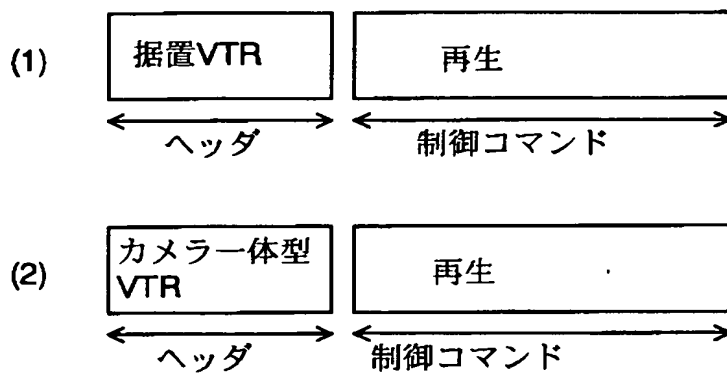 (1) 据置VTR 再生
ヘッダ 制御コマンド
(2) カメラ一体型
VTR 再生
ヘッダ 制御コマンド